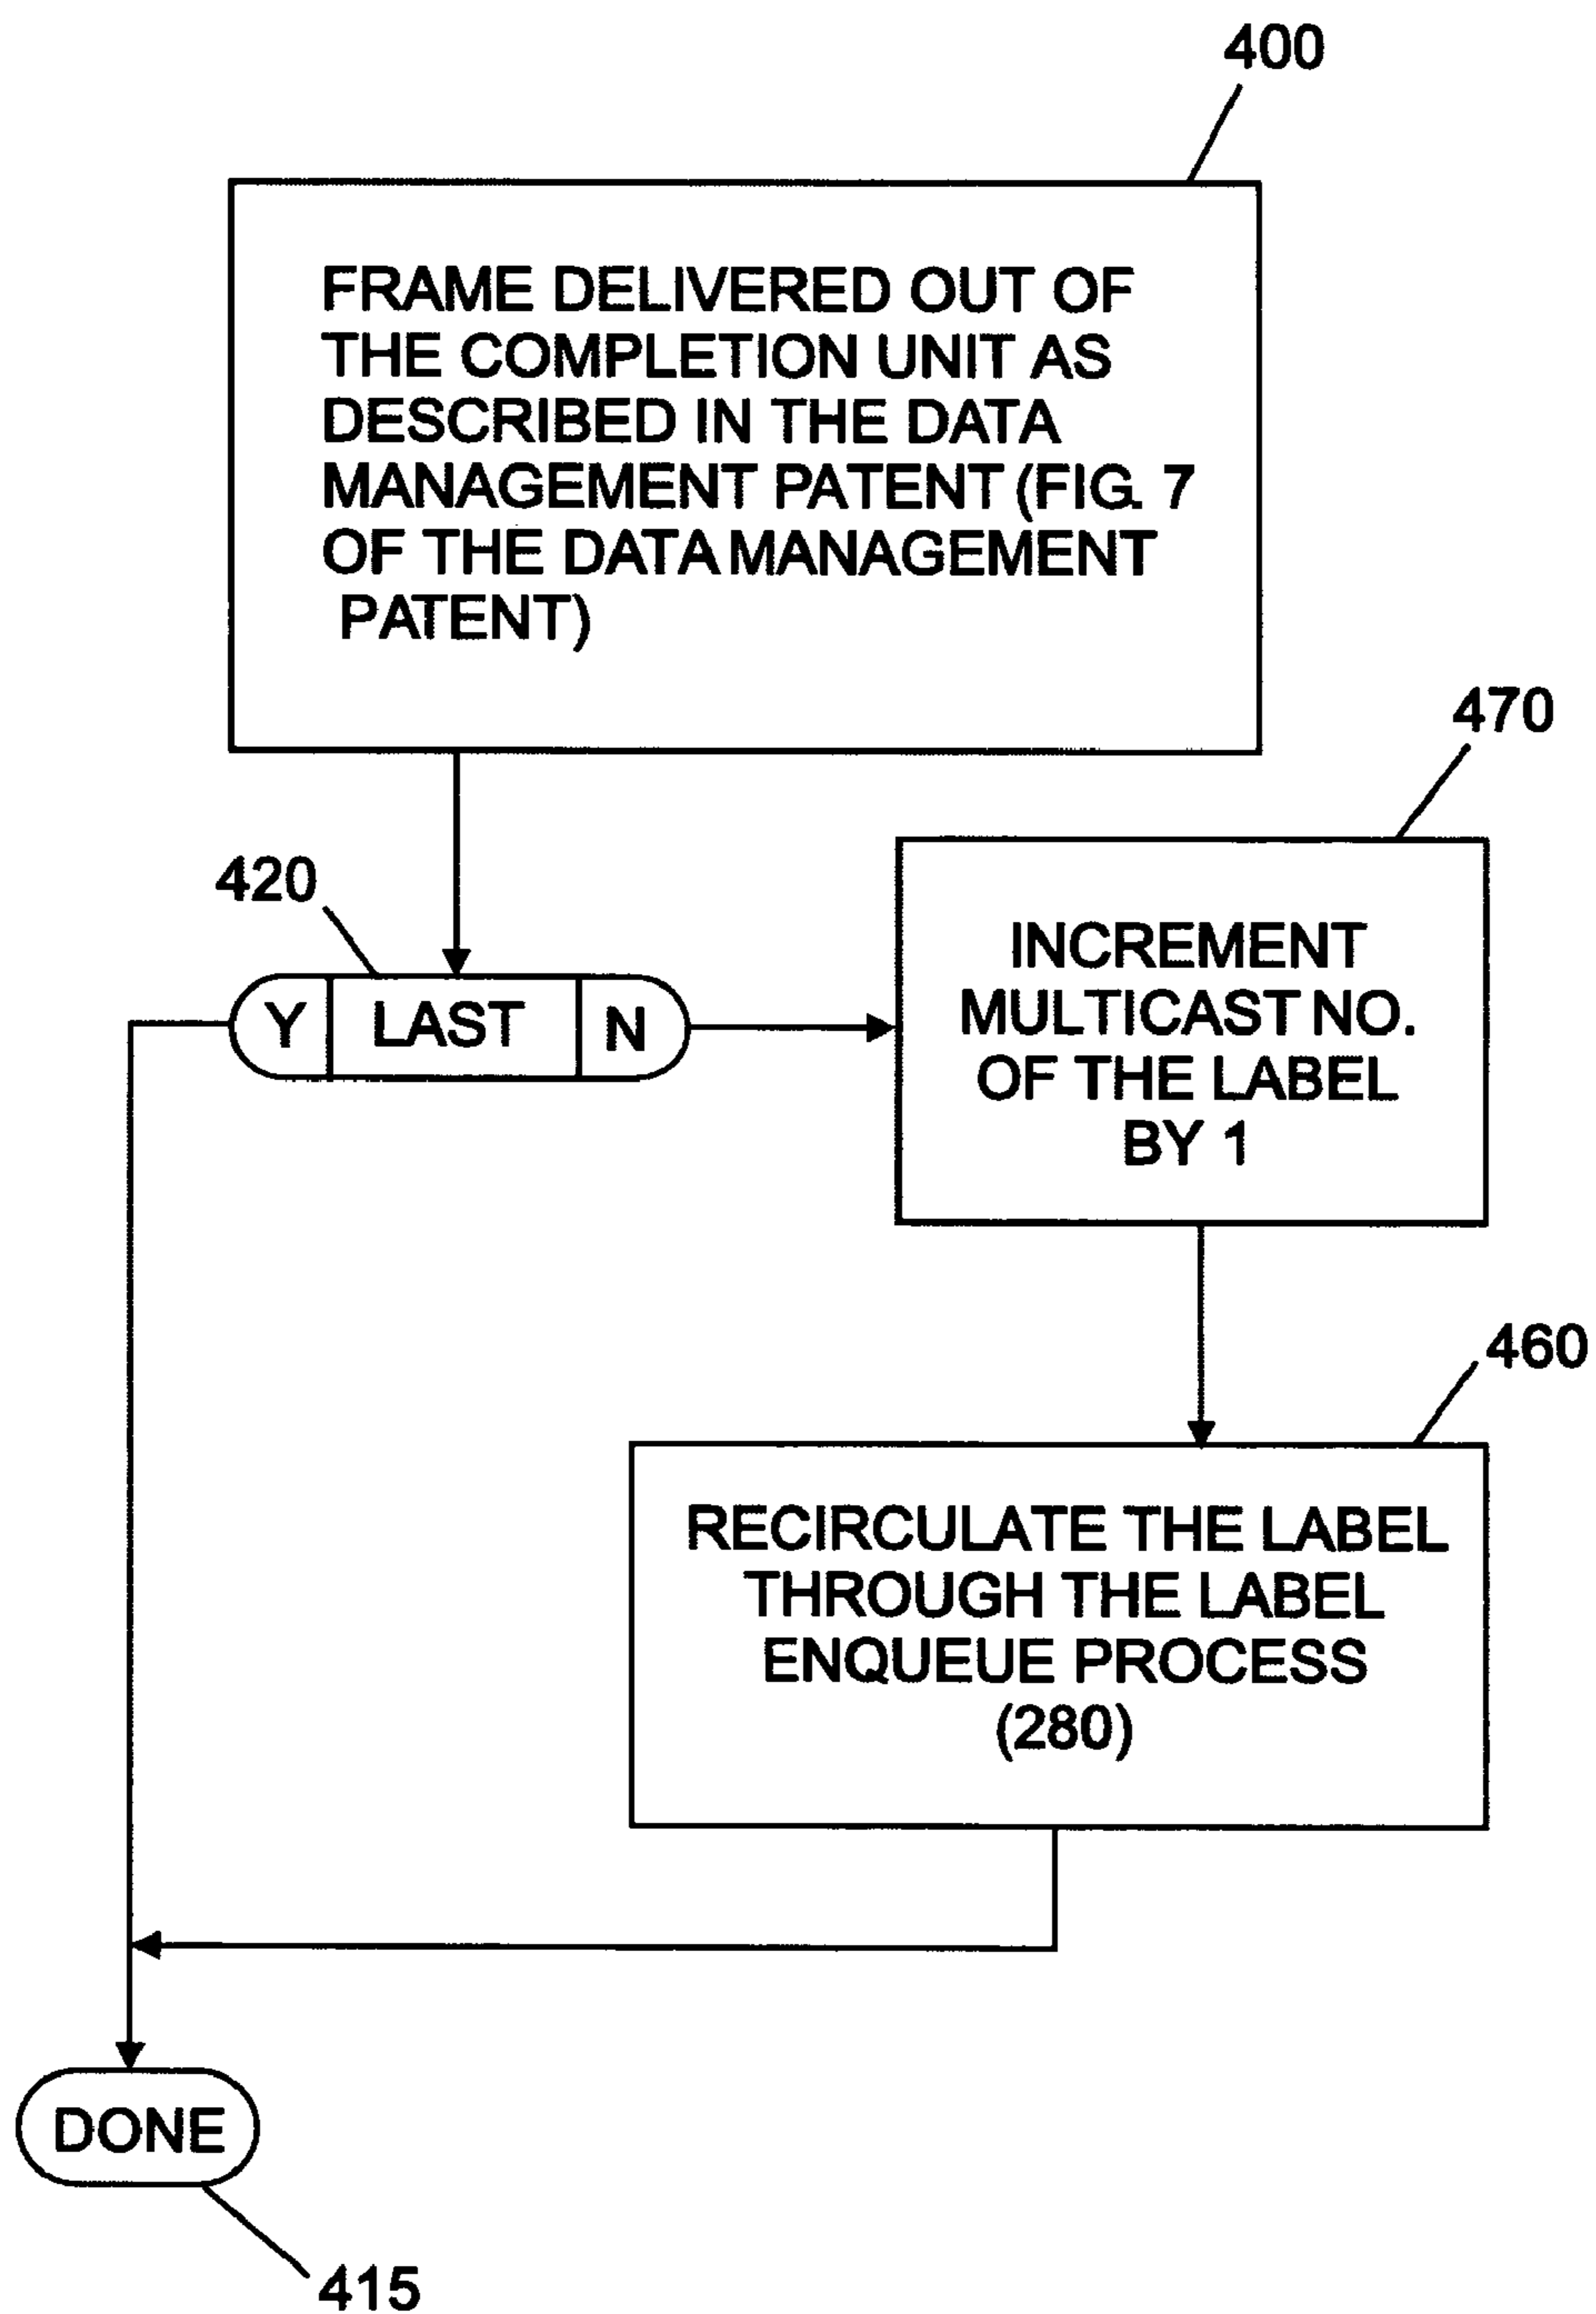 400
FRAME DELIVERED OUT OF
THE COMPLETION UNIT AS
DESCRIBED IN THE DATA
MANAGEMENT PATENT (FIG. 7
OF THE DATA MANAGEMENT
PATENT)
470
420
Y LAST N
INCREMENT
MULTICAST NO.
OF THE LABEL
BY 1
460
RECIRCULATE THE LABEL
THROUGH THE LABEL
ENQUEUE PROCESS
(280)
DONE
415